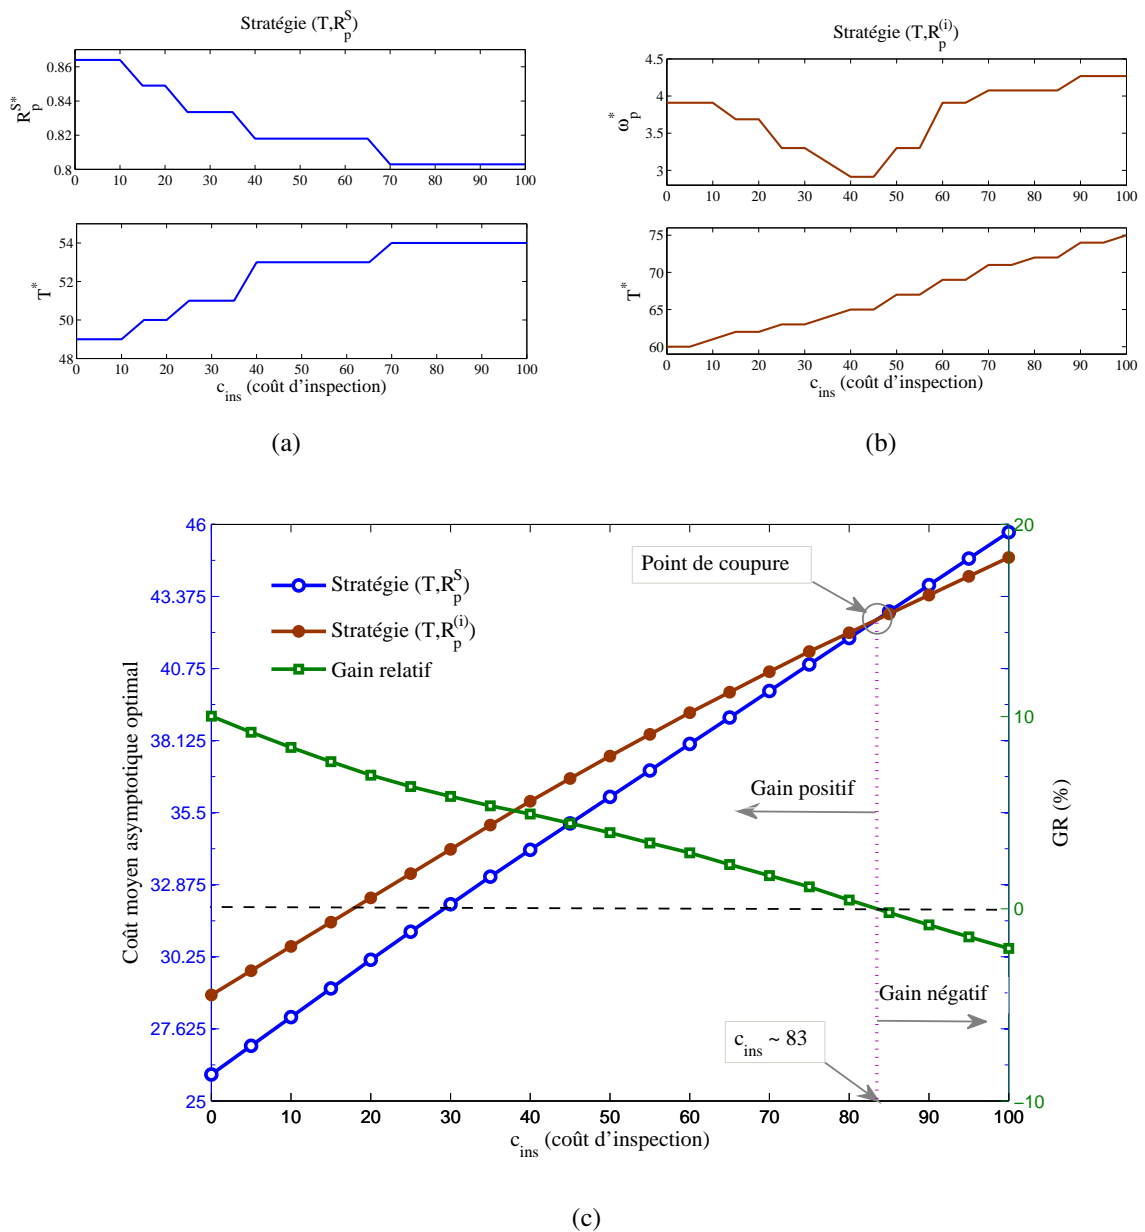 Stratégie (T,R_p^S)
R_p^{S*}
0.86
0.84
0.82
0.8
0 10 20 30 40 50 60 70 80 90 100
T^*
54
52
50
48
0 10 20 30 40 50 60 70 80 90 100
c_ins (coût d'inspection)
(a)
Stratégie (T,R_p^(i))
ω_p^*
4.5
4
3.5
3
0 10 20 30 40 50 60 70 80 90 100
T^*
75
70
65
60
0 10 20 30 40 50 60 70 80 90 100
c_ins (coût d'inspection)
(b)
Coût moyen asymptotique optimal
46
43.375
40.75
38.125
35.5
32.875
30.25
27.625
25
Stratégie (T,R_p^S)
Stratégie (T,R_p^(i))
Gain relatif
Point de coupure
Gain positif
Gain négatif
c_ins ~ 83
20
10
0
−10
GR (%)
0 10 20 30 40 50 60 70 80 90 100
c_ins (coût d'inspection)
(c)